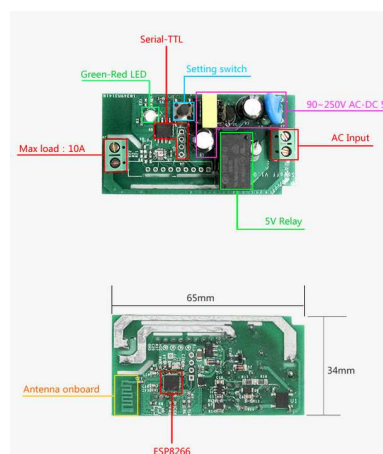 Serial-TTL
Setting switch
Green-Red LED
90~250V AC-DC 5
Max load : 10A
AC Input
5V Relay
65mm
34mm
Antenna onboard
ESP8266